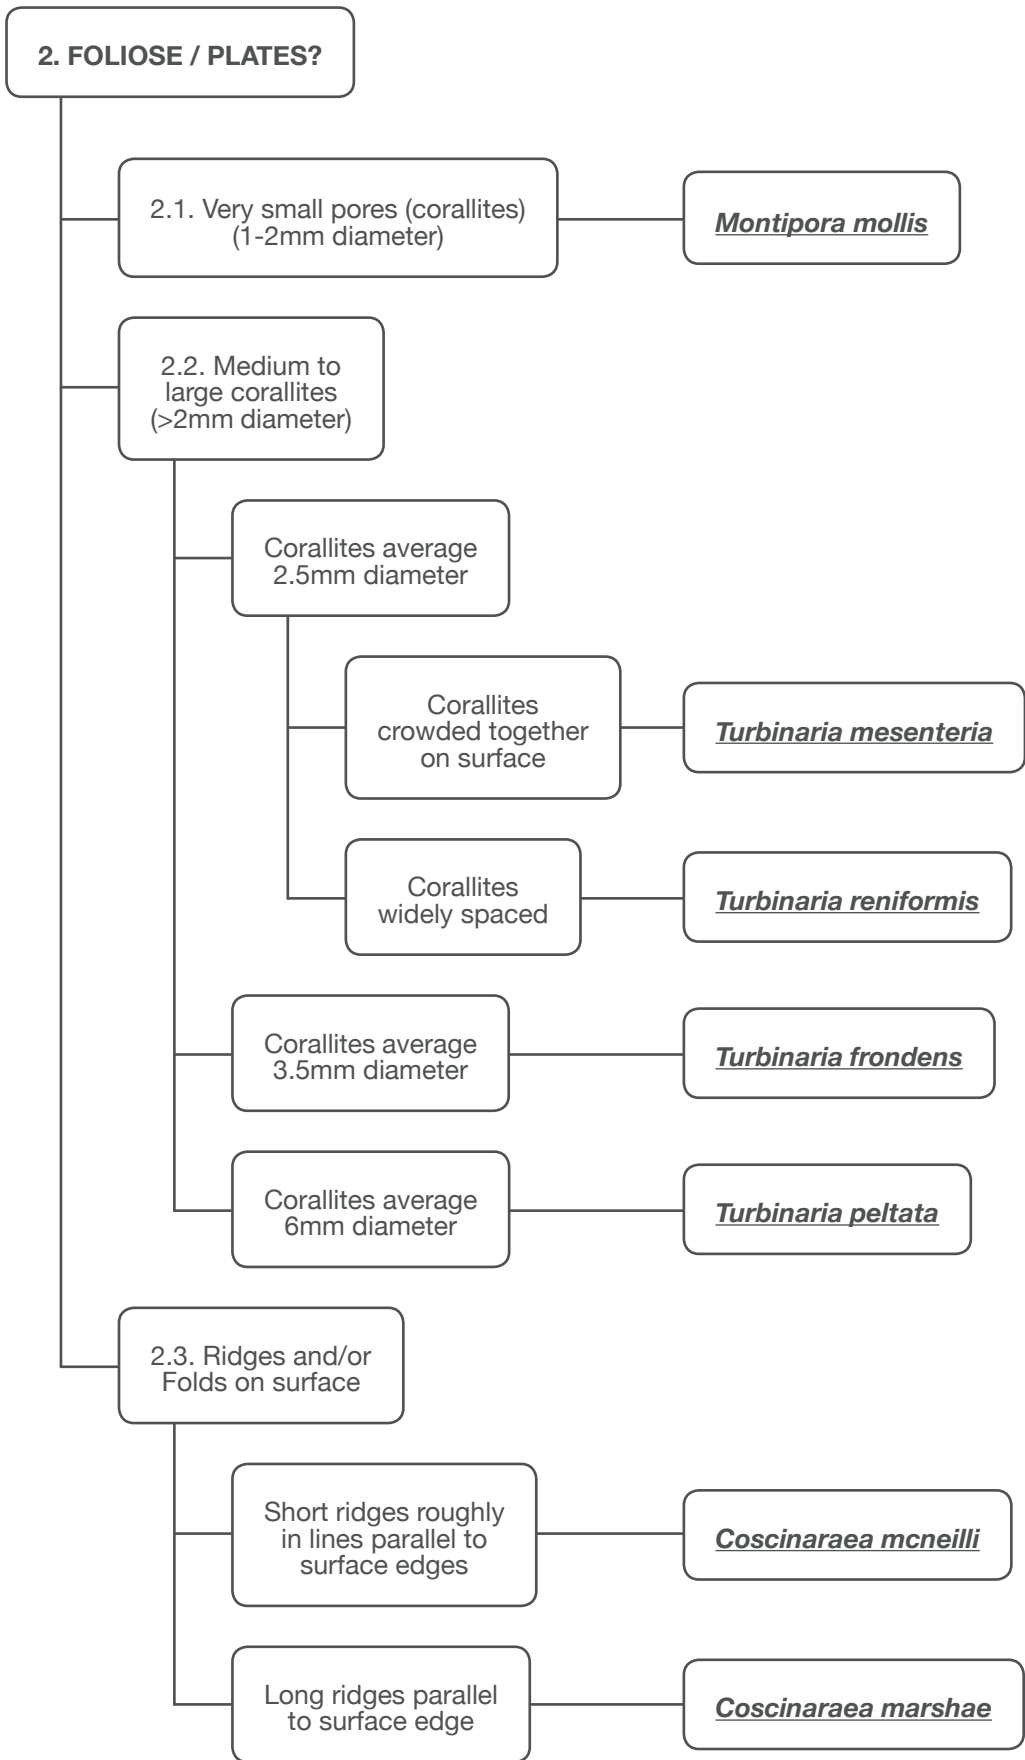 2. FOLIOSE / PLATES?
2.1. Very small pores (corallites)
(1-2mm diameter)
Montipora mollis
2.2. Medium to
large corallites
(>2mm diameter)
Corallites average
2.5mm diameter
Corallites
crowded together
on surface
Turbinaria mesenteria
Corallites
widely spaced
Turbinaria reniformis
Corallites average
3.5mm diameter
Turbinaria frondens
Corallites average
6mm diameter
Turbinaria peltata
2.3. Ridges and/or
Folds on surface
Short ridges roughly
in lines parallel to
surface edges
Coscinaraea mcneilli
Long ridges parallel
to surface edge
Coscinaraea marshae